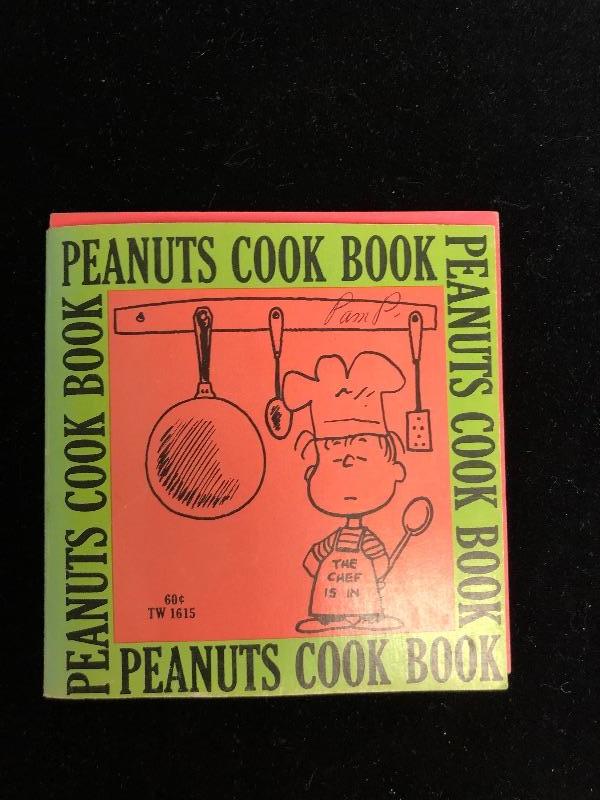 PEANUTS COOK BOOK
PEANUTS COOK BOOK
PEANUTS COOK BOOK
Pam P.
THE
CHEF
IS IN
60¢
TW 1615
PEANUTS COOK BOOK